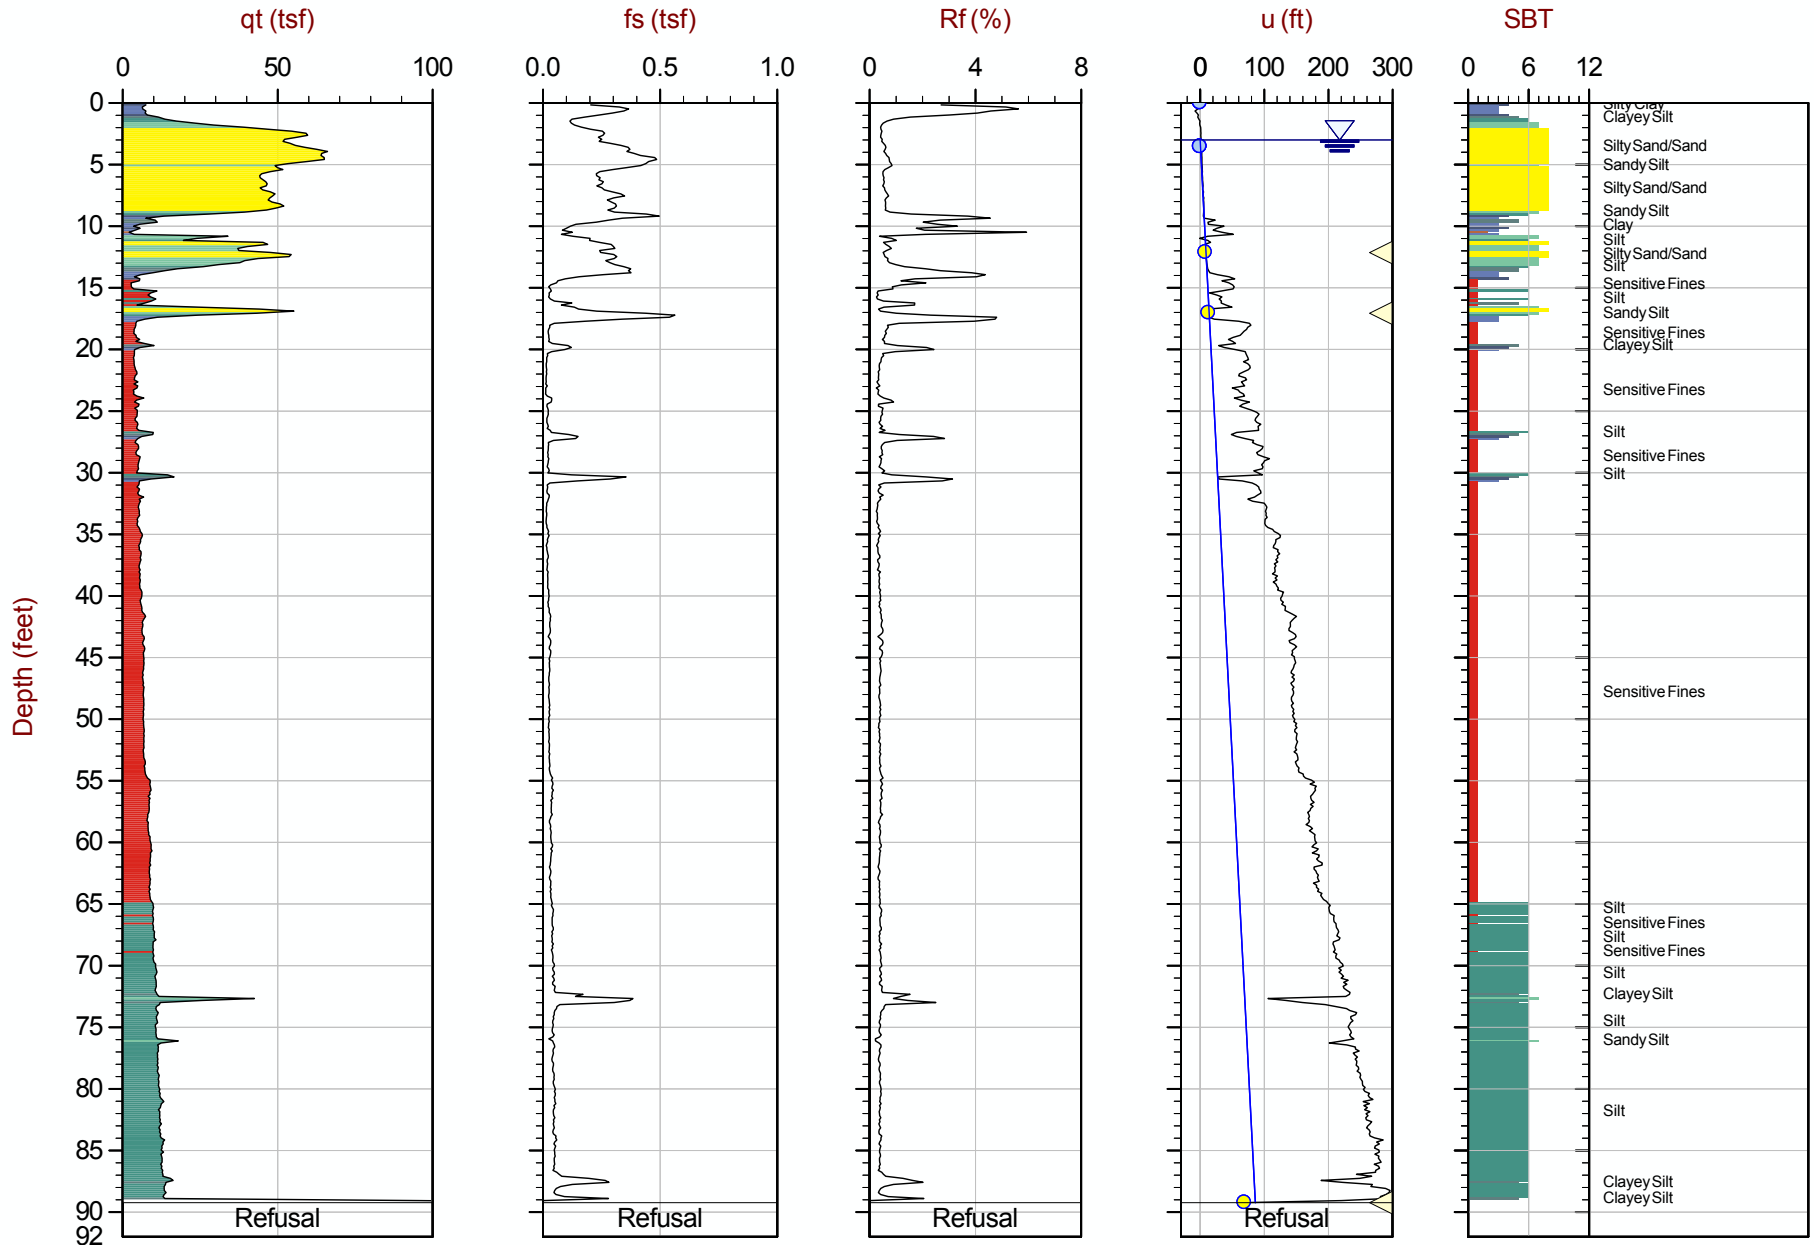 qt (tsf) fs (tsf) Rf (%) u (ft) SBT
0 50 100 0.0 0.5 1.0 0 4 8 0 100 200 300 0 6 12
0
Silty Clay
Clayey Silt
Silty Sand/Sand
5
Sandy Silt
Silty Sand/Sand
Sandy Silt
10
Clay
Silt
Silty Sand/Sand
Silt
Sensitive Fines
15
Silt
Sandy Silt
Sensitive Fines
20
Clayey Silt
Sensitive Fines
25
Silt
Sensitive Fines
30
Silt
35
40
Depth (feet)
45
Sensitive Fines
50
55
60
65
Silt
Sensitive Fines
Silt
Sensitive Fines
70
Silt
Clayey Silt
75
Silt
Sandy Silt
80
Silt
85
Clayey Silt
Clayey Silt
90
Refusal Refusal Refusal Refusal
92